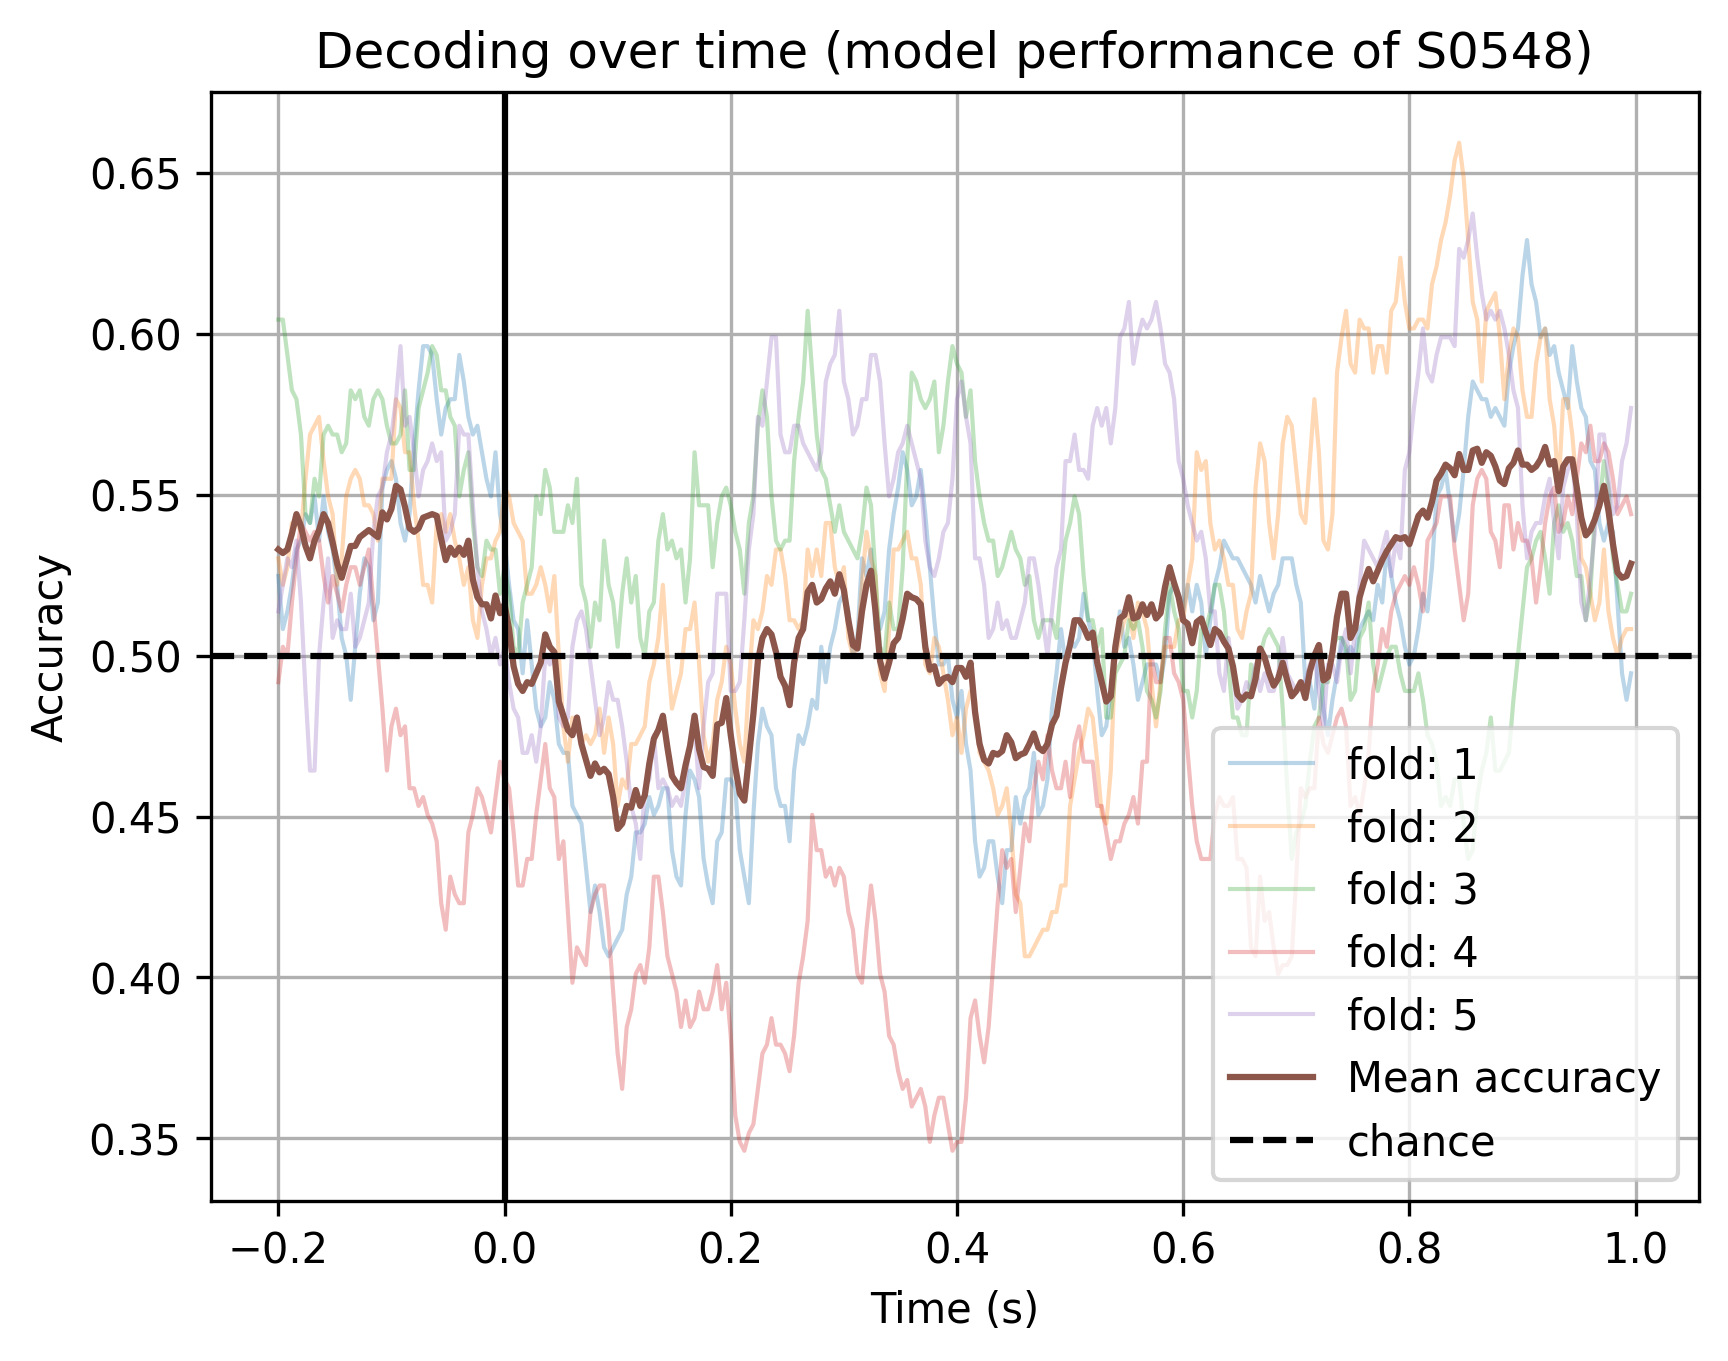 Decoding over time (model performance of S0548)
Accuracy
0.65
0.60
0.55
0.50
0.45
0.40
0.35
−0.2
0.0
0.2
0.4
0.6
0.8
1.0
Time (s)
fold: 1
fold: 2
fold: 3
fold: 4
fold: 5
Mean accuracy
chance